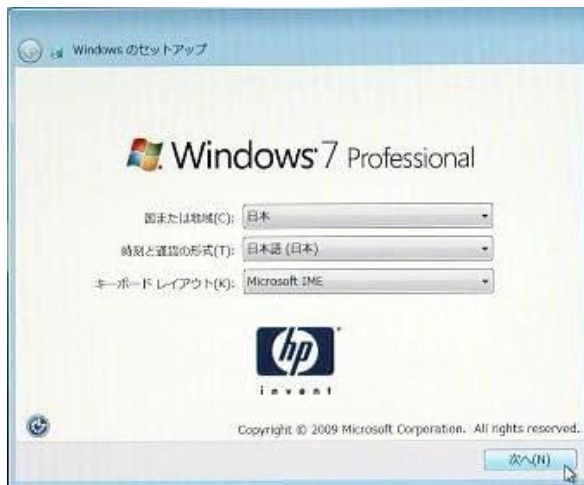 Windows のセットアップ
Windows 7 Professional
国または地域(C): 日本
時刻と通貨の形式(T): 日本語 (日本)
キーボード レイアウト(K): Microsoft IME
hp
invent
Copyright © 2009 Microsoft Corporation. All rights reserved.
次へ(N)